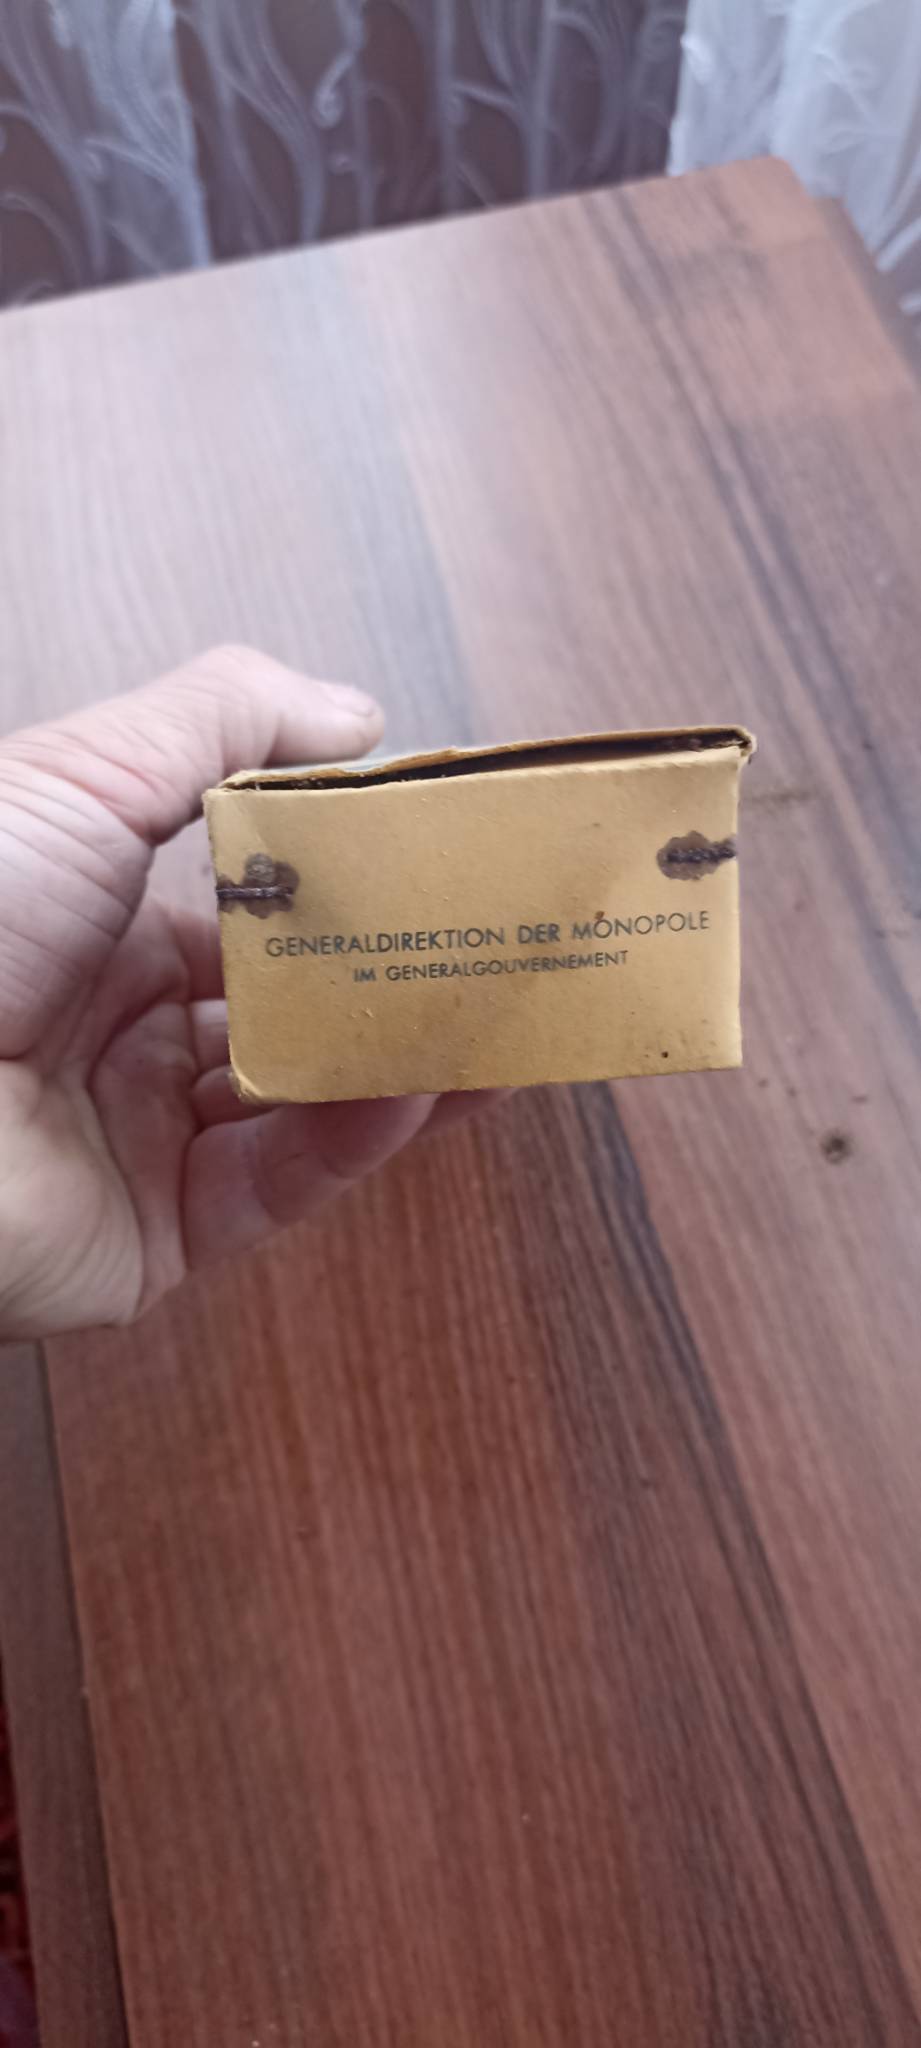 GENERALDIREKTION DER MONOPOLE
IM GENERALGOUVERNEMENT